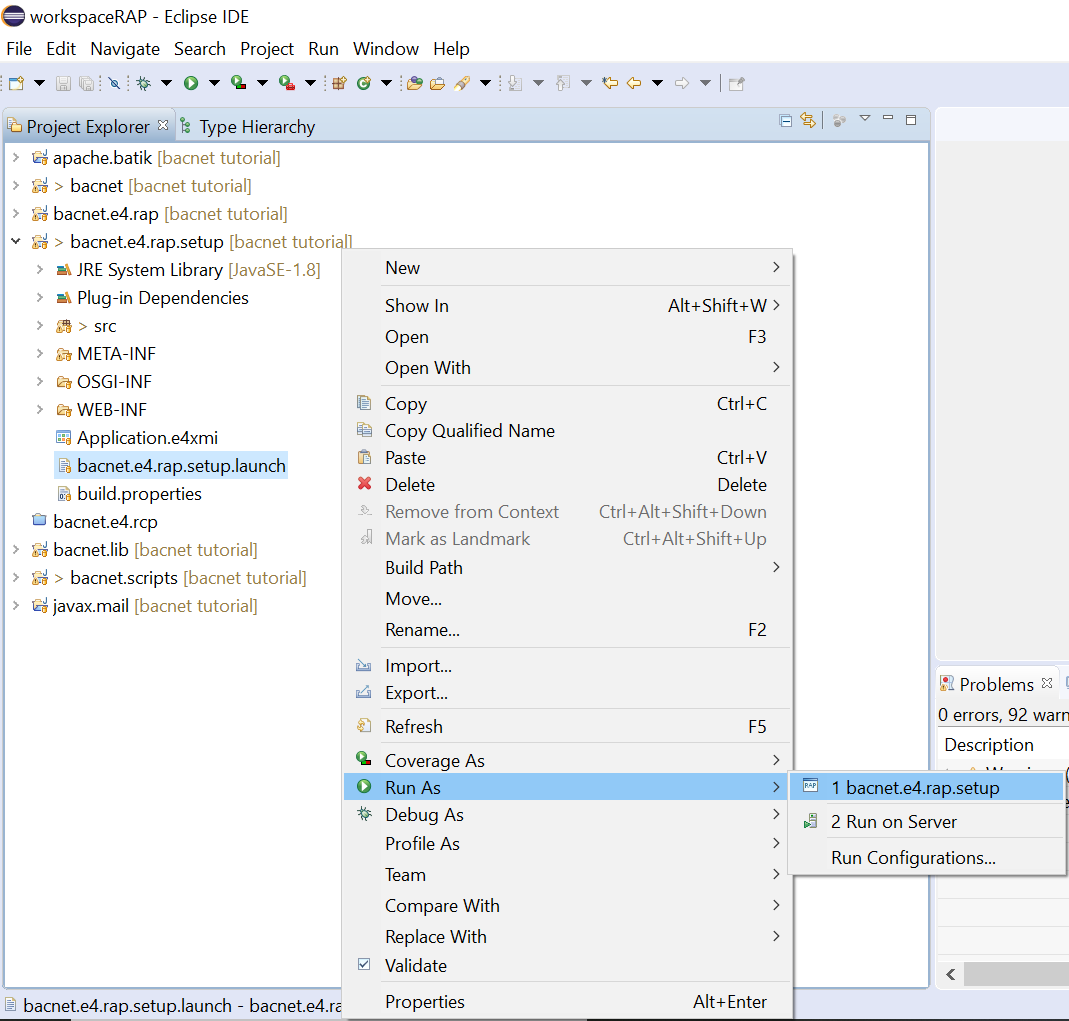 workspaceRAP - Eclipse IDE
File Edit Navigate Search Project Run Window Help
Project Explorer Type Hierarchy
apache.batik [bacnet tutorial]
> bacnet [bacnet tutorial]
bacnet.e4.rap [bacnet tutorial]
> bacnet.e4.rap.setup [bacnet tutorial]
JRE System Library [JavaSE-1.8]
Plug-in Dependencies
> src
META-INF
OSGI-INF
WEB-INF
Application.e4xmi
bacnet.e4.rap.setup.launch
build.properties
bacnet.e4.rcp
bacnet.lib [bacnet tutorial]
> bacnet.scripts [bacnet tutorial]
javax.mail [bacnet tutorial]
New
Show In Alt+Shift+W
Open F3
Open With
Copy Ctrl+C
Copy Qualified Name
Paste Ctrl+V
Delete Delete
Remove from Context Ctrl+Alt+Shift+Down
Mark as Landmark Ctrl+Alt+Shift+Up
Build Path
Move...
Rename... F2
Import...
Export...
Refresh F5
Coverage As
Run As
Debug As
Profile As
Team
Compare With
Replace With
Validate
Properties Alt+Enter
RAP 1 bacnet.e4.rap.setup
2 Run on Server
Run Configurations...
Problems
0 errors, 92 warn
Description
bacnet.e4.rap.setup.launch - bacnet.e4.ra